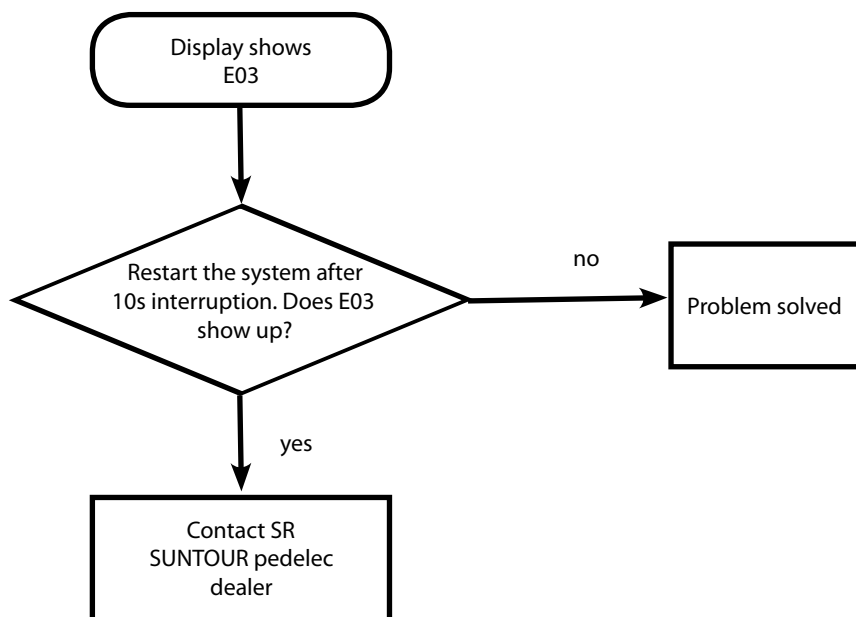 Display shows
E03
Restart the system after
10s interruption. Does E03
show up?
no
Problem solved
yes
Contact SR
SUNTOUR pedelec
dealer